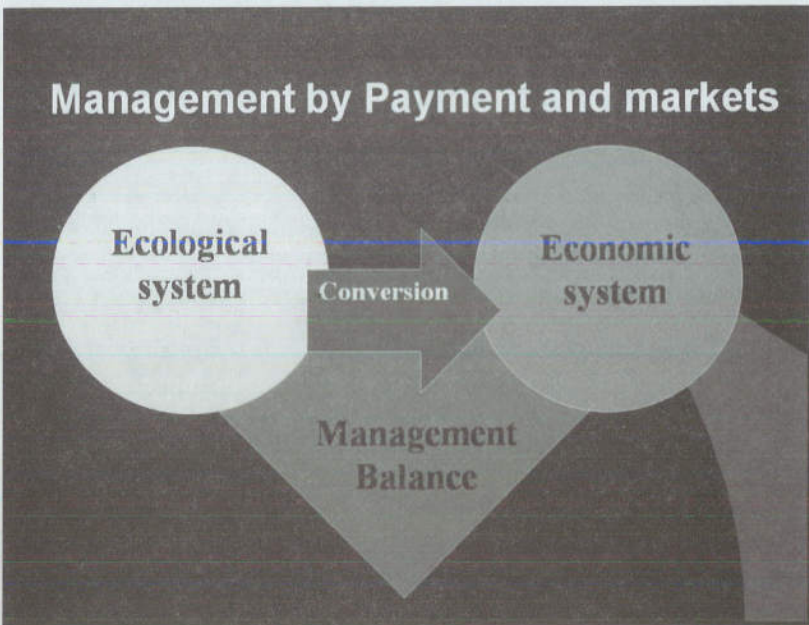 Management by Payment and markets
Ecological
system
Conversion
Economic
system
Management
Balance